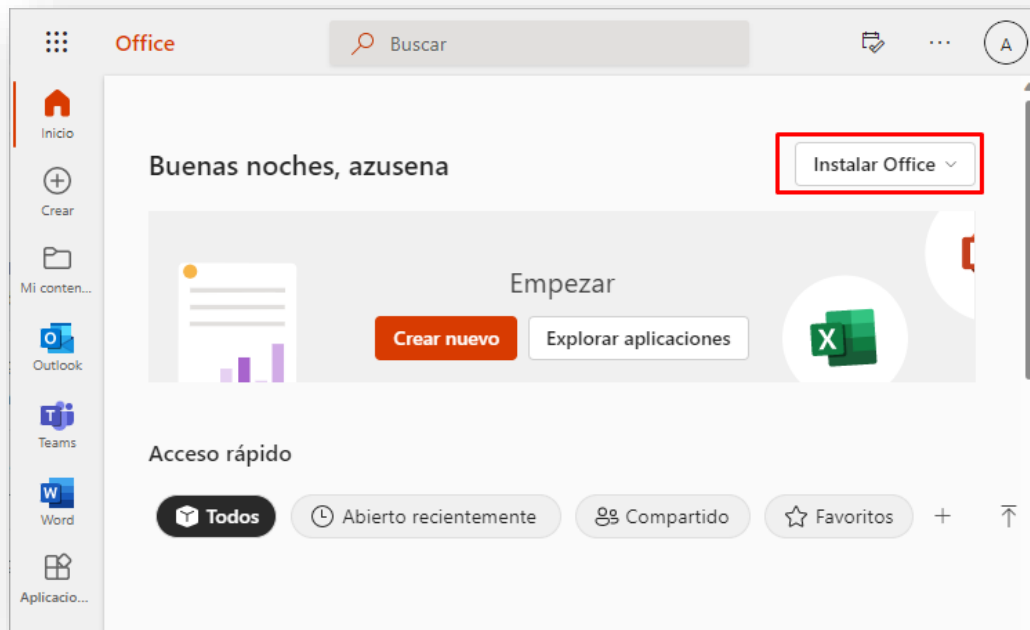 Office
Buscar
A
Inicio
Crear
Mi conten...
Outlook
Teams
Word
Aplicacio...
Buenas noches, azusena
Instalar Office
Empezar
Crear nuevo
Explorar aplicaciones
Acceso rápido
Todos
Abierto recientemente
Compartido
Favoritos